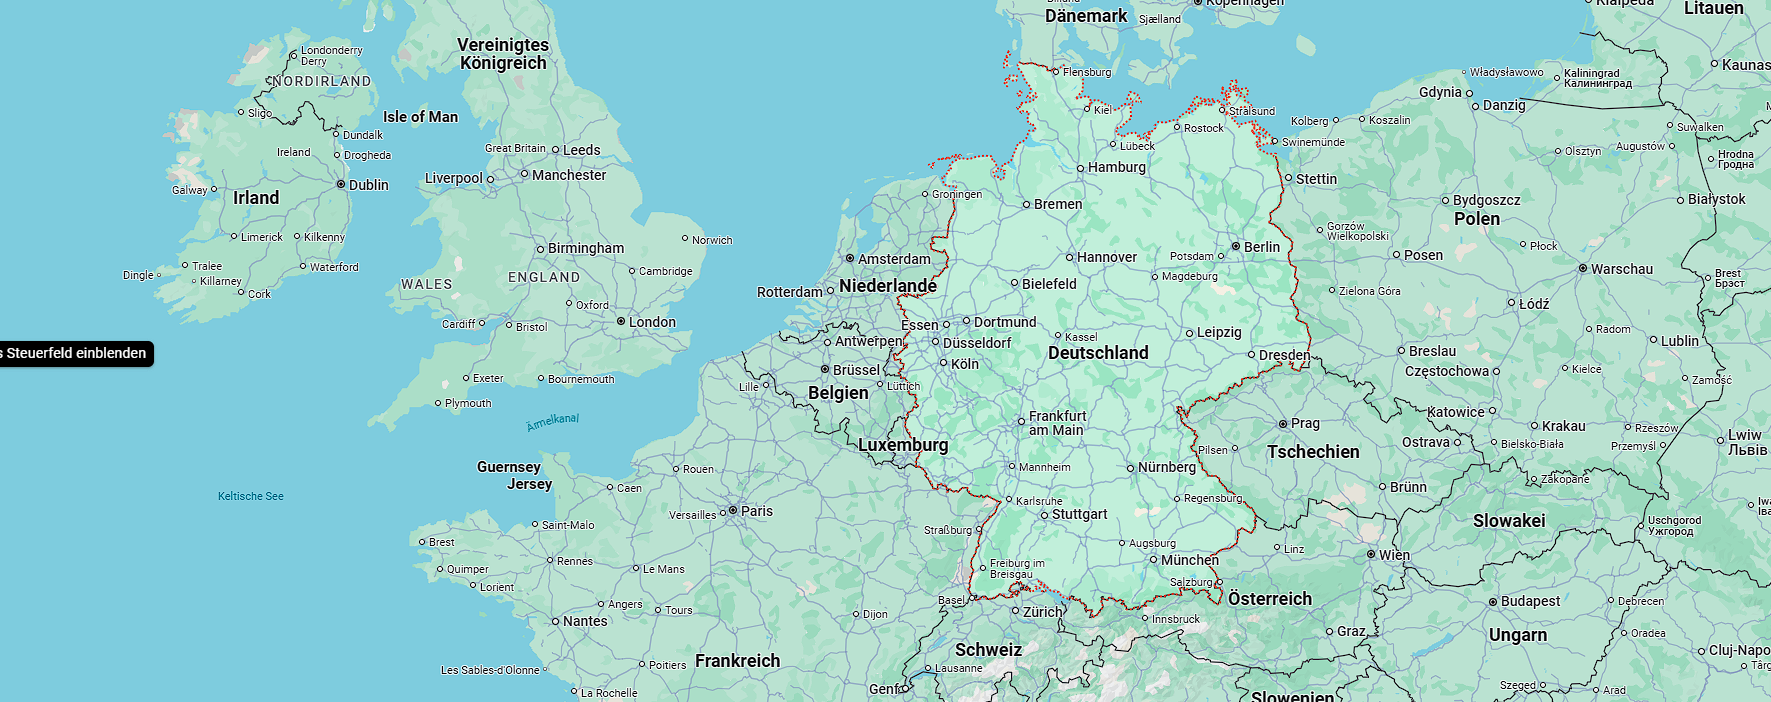 Dänemark
Sjælland
Kopenhagen
Klaipėda
Litauen
Kaunas
Vereinigtes
Königreich
Londonderry
Derry
NORDIRLAND
Flensburg
Władysławowo
Kaliningrad
Калининград
Gdynia
Danzig
Sligo
Isle of Man
Kiel
Stralsund
Kolberg
Koszalin
Suwalken
Rostock
Dundalk
Ireland
Drogheda
Great Britain
Leeds
Lübeck
Swinemünde
Olsztyn
Augustów
Hrodna
Гродна
Galway
Dublin
Liverpool
Manchester
Hamburg
Stettin
Irland
Groningen
Bremen
Bydgoszcz
Polen
Białystok
Limerick
Kilkenny
Norwich
Birmingham
Berlin
Gorzów
Wielkopolski
Płock
Tralee
Waterford
Dingle
Killarney
Cork
WALES
ENGLAND
Cambridge
Amsterdam
Hannover
Potsdam
Magdeburg
Posen
Warschau
Brest
Брэст
Rotterdam
Niederlande
Bielefeld
Zielona Góra
Łódź
Oxford
Cardiff
Bristol
London
Essen
Dortmund
Radom
Antwerpen
Düsseldorf
Kassel
Leipzig
Lublin
s Steuerfeld einblenden
Deutschland
Dresden
Breslau
Köln
Brüssel
Częstochowa
Kielce
Zamość
Exeter
Bournemouth
Lille
Lüttich
Belgien
Plymouth
Ärmelkanal
Frankfurt
am Main
Prag
Katowice
Krakau
Rzeszów
Luxemburg
Pilsen
Tschechien
Ostrava
Bielsko-Biała
Przemyśl
Lwiw
Львів
Guernsey
Jersey
Rouen
Mannheim
Nürnberg
Zakopane
Keltische See
Caen
Karlsruhe
Regensburg
Brünn
Versailles
Paris
Stuttgart
Slowakei
Uschgorod
Ужгород
Saint-Malo
Straßburg
Brest
Augsburg
Linz
Wien
Rennes
Le Mans
Freiburg im
Breisgau
München
Quimper
Lorient
Salzburg
Angers
Tours
Dijon
Basel
Zürich
Österreich
Budapest
Debrecen
Nantes
Innsbruck
Graz
Ungarn
Oradea
Schweiz
Les Sables-d'Olonne
Poitiers
Frankreich
Lausanne
Cluj-Napo
La Rochelle
Genf
Slowenien
Szeged
Arad